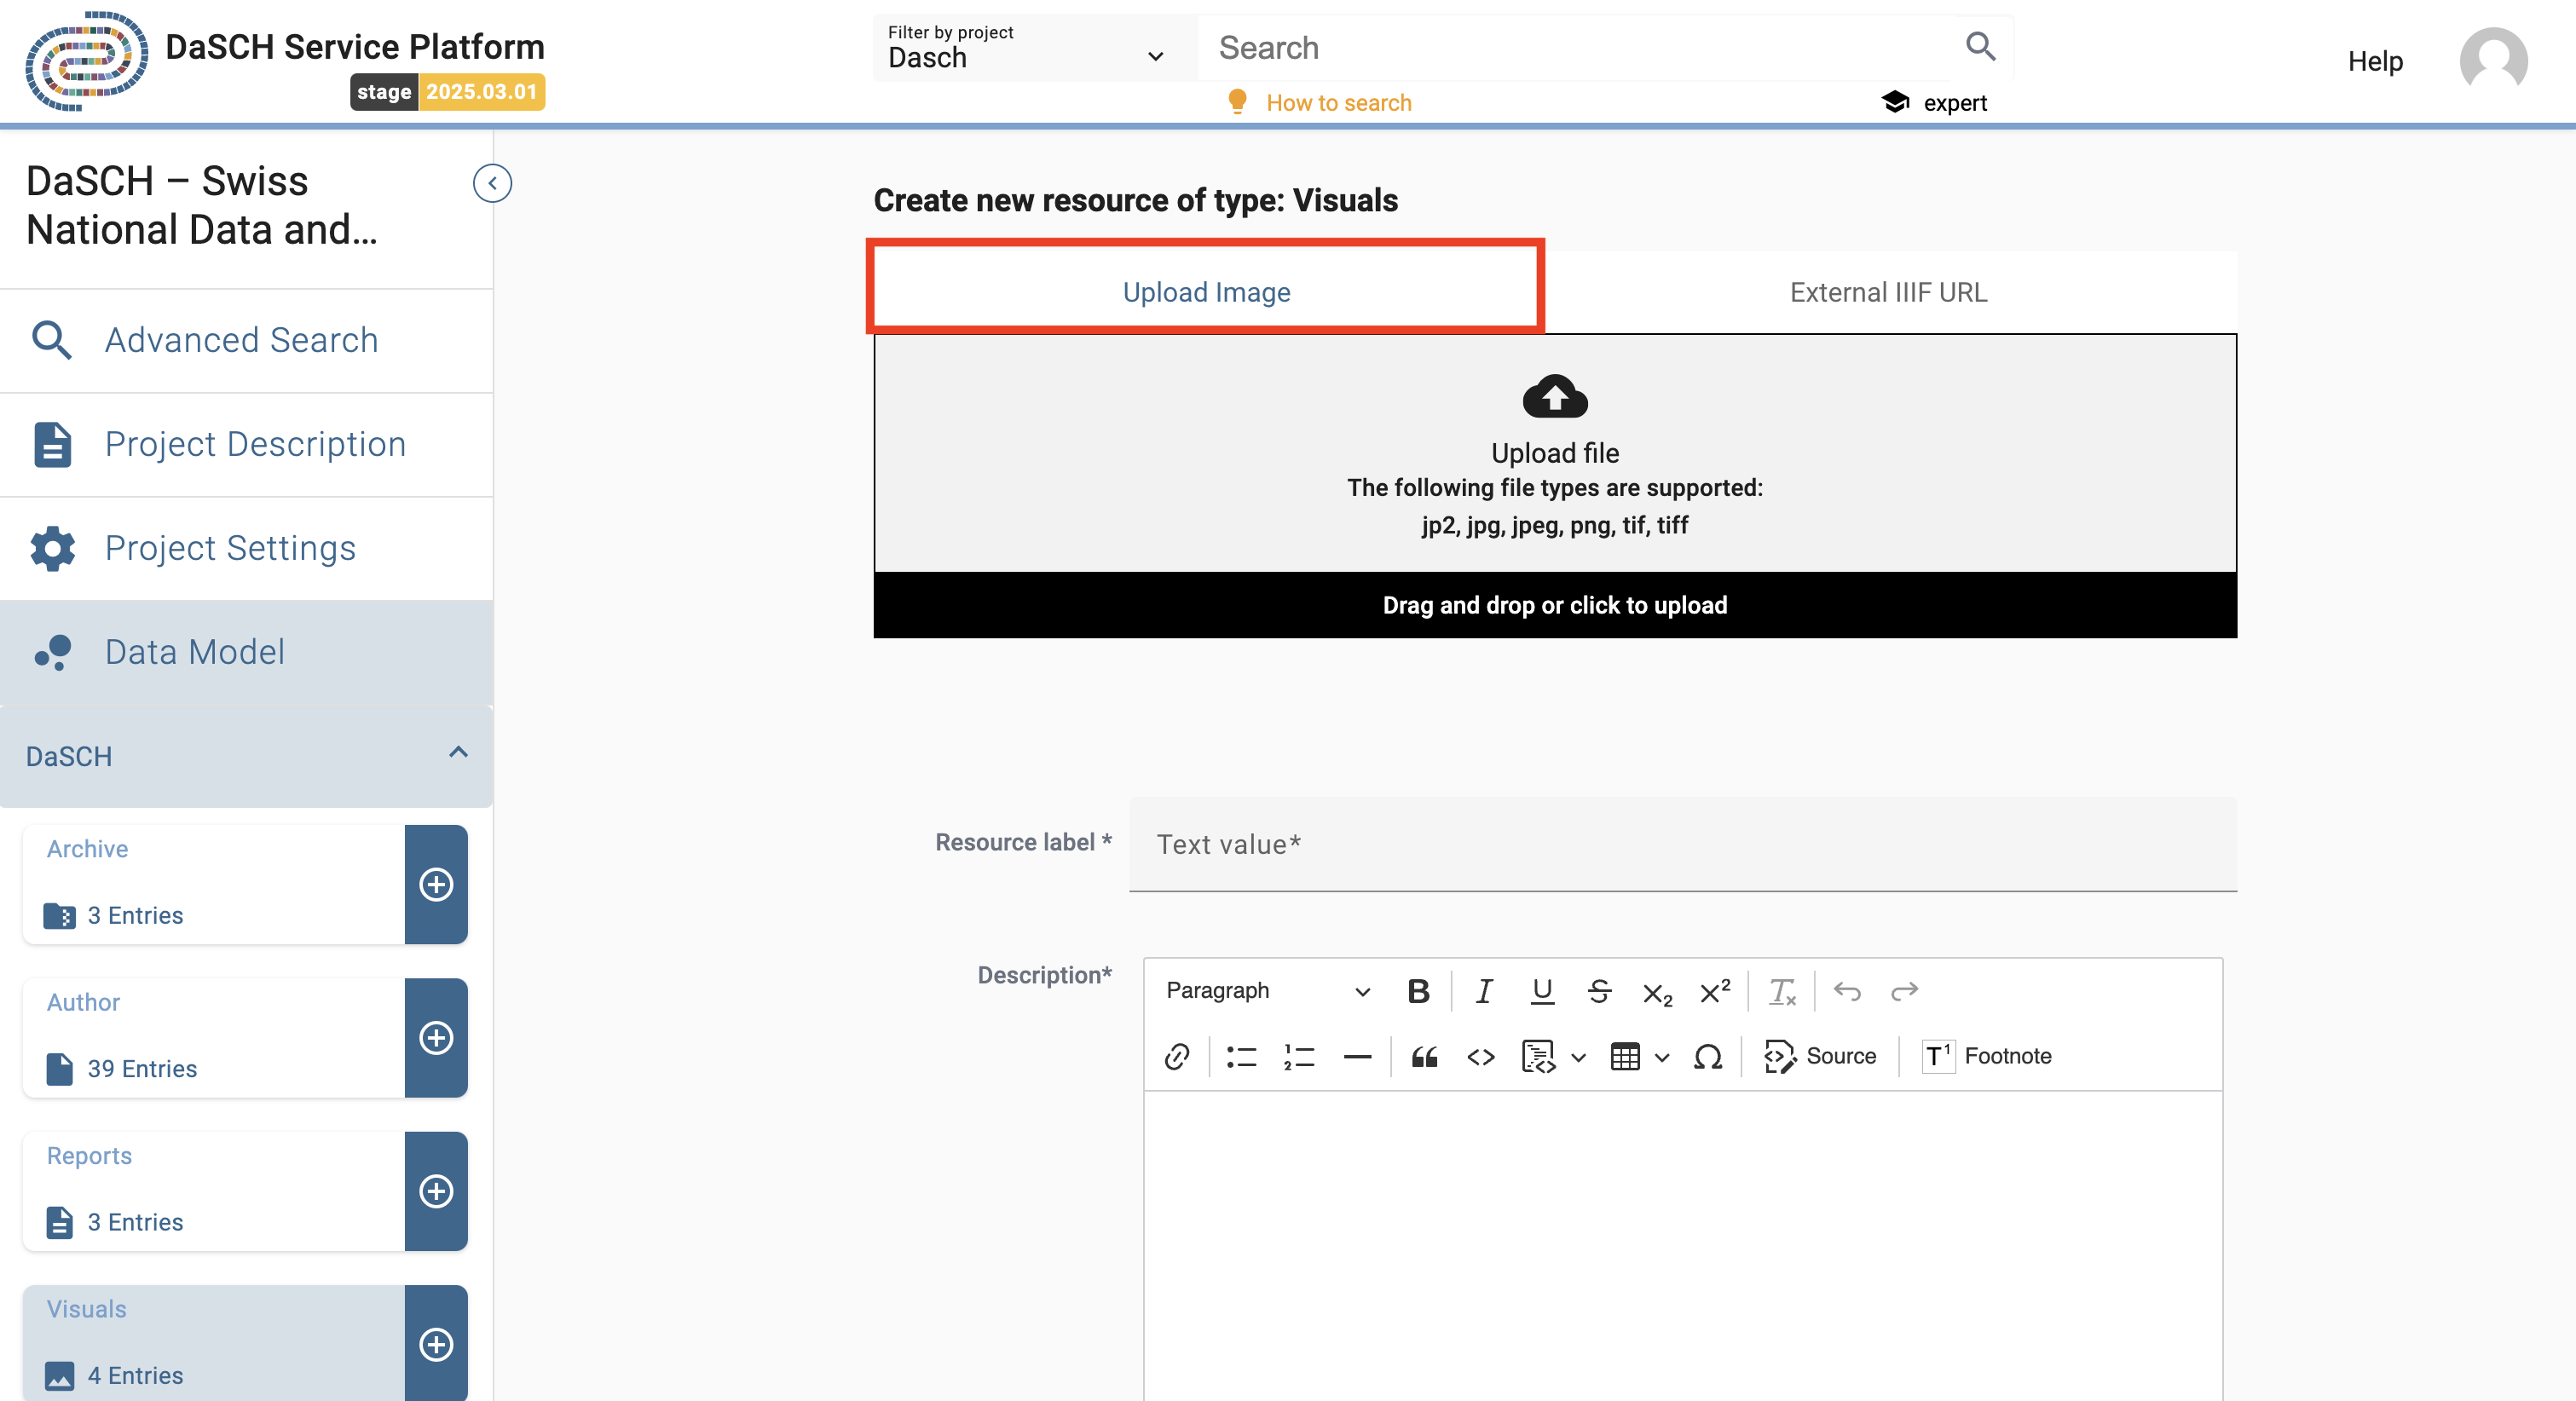 DaSCH Service Platform
stage 2025.03.01
Filter by project
Dasch
Search
How to search
expert
Help
DaSCH – Swiss
National Data and...
Advanced Search
Project Description
Project Settings
Data Model
DaSCH
Archive
3 Entries
Author
39 Entries
Reports
3 Entries
Visuals
4 Entries
Create new resource of type: Visuals
Upload Image
External IIIF URL
Upload file
The following file types are supported:
jp2, jpg, jpeg, png, tif, tiff
Drag and drop or click to upload
Resource label *
Text value*
Description*
Paragraph
Source
Footnote